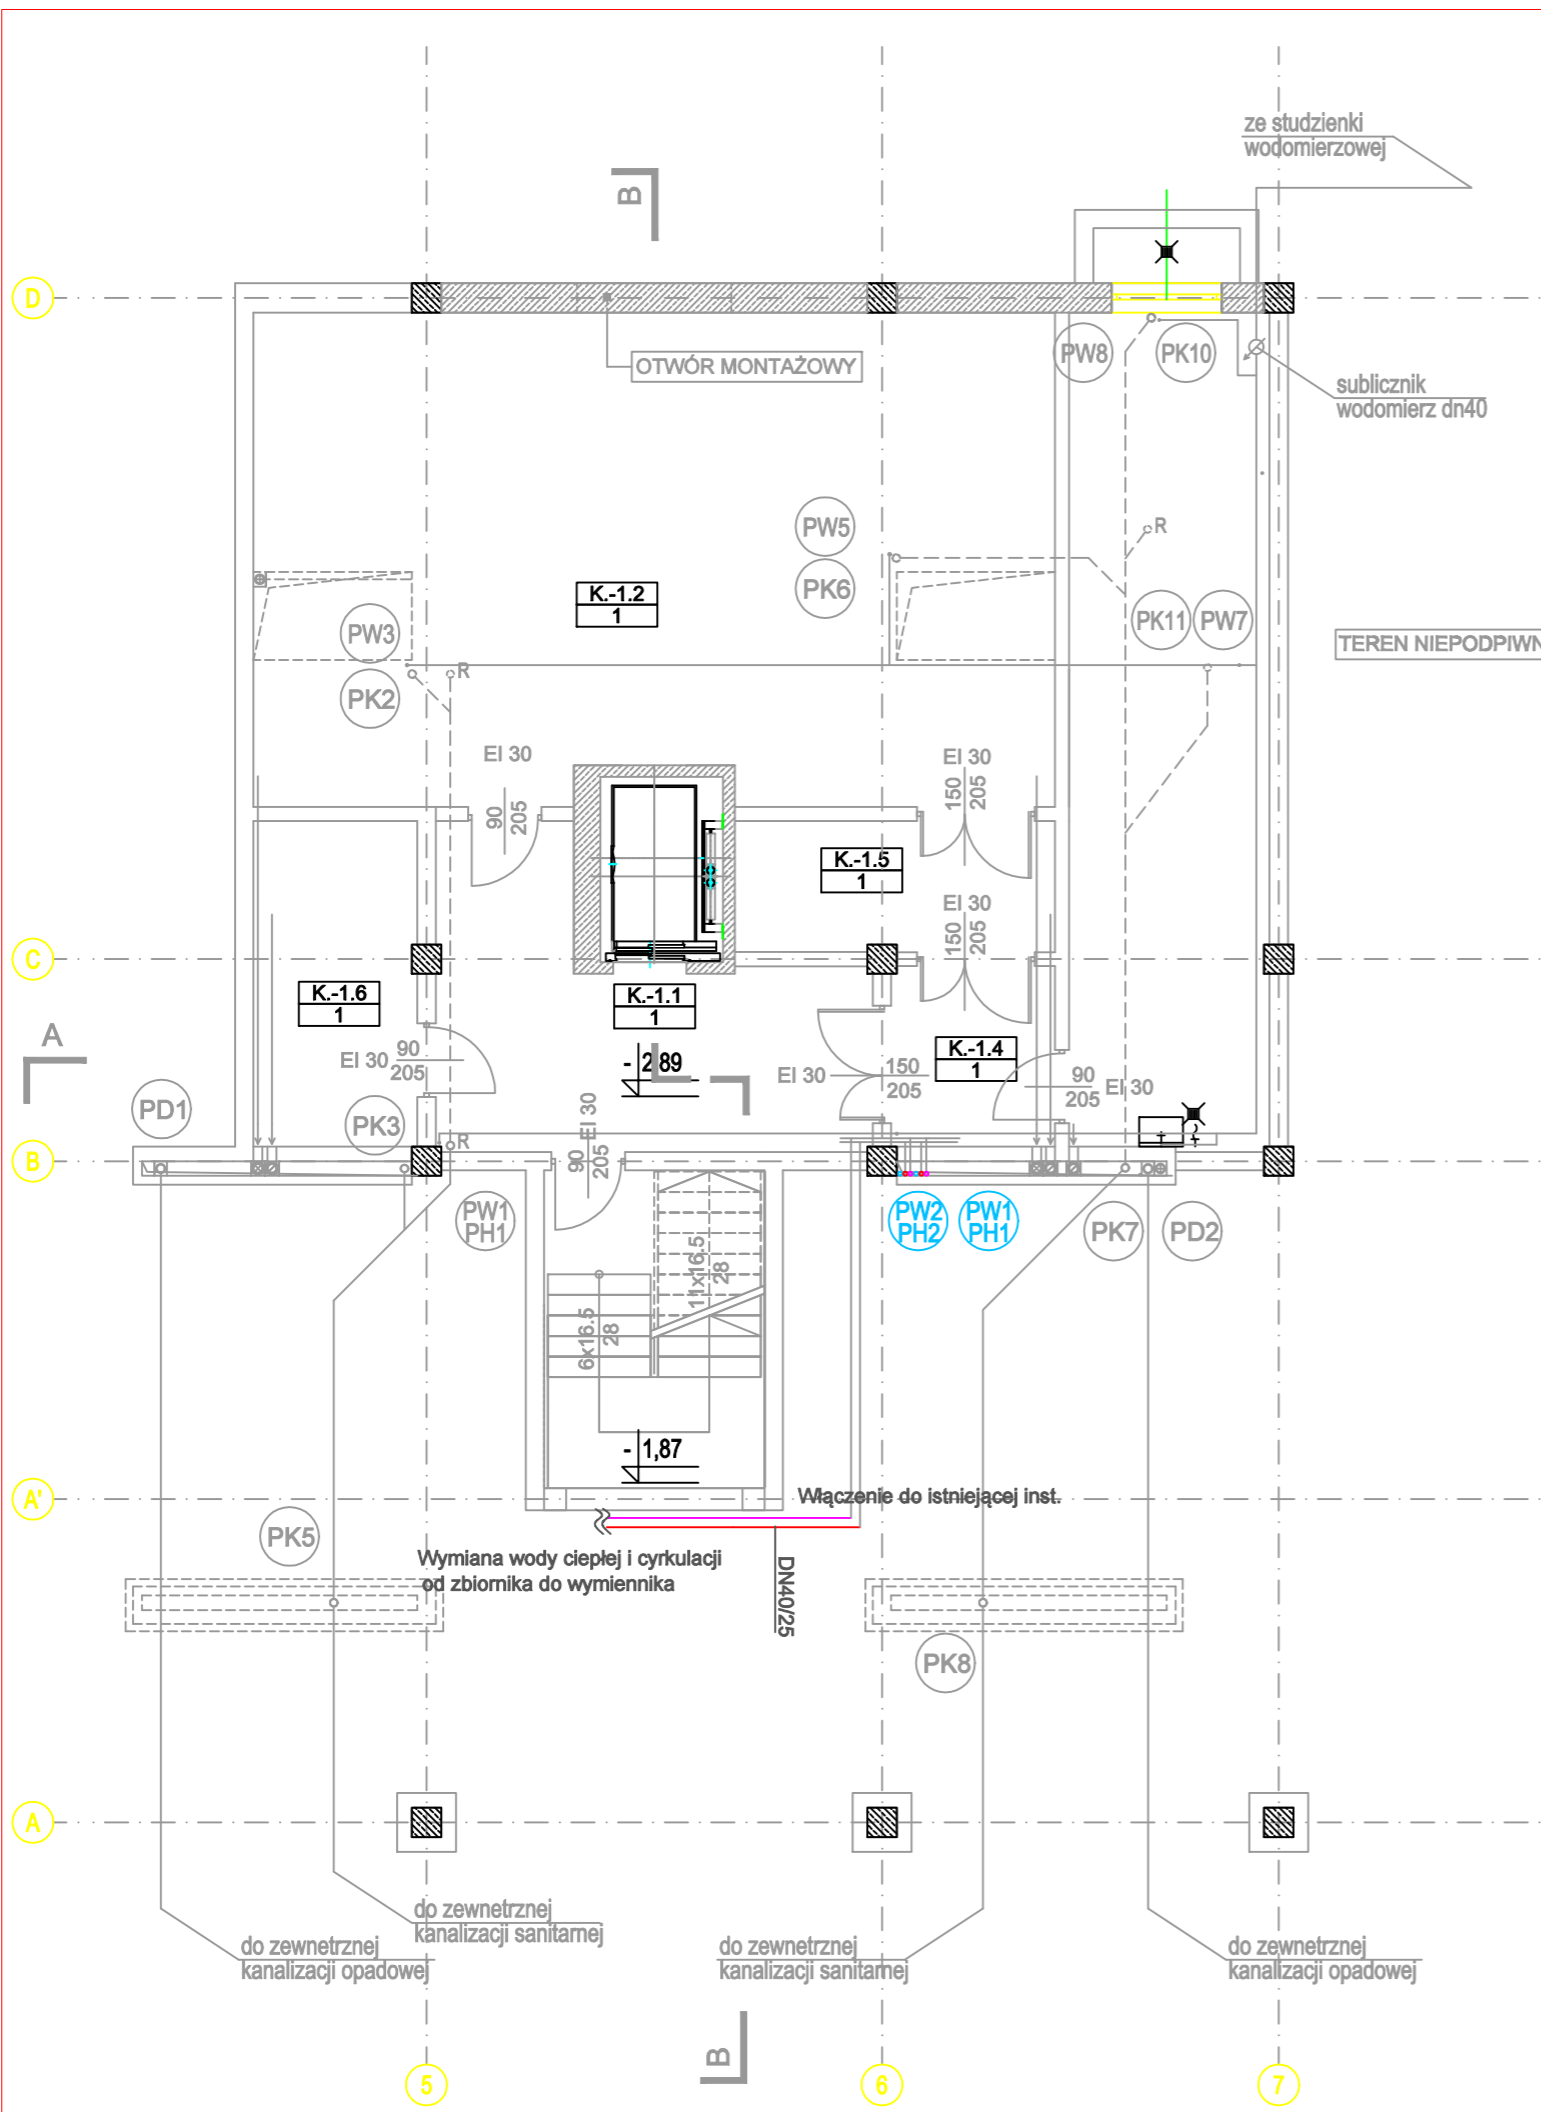 ze studzienki
wodomierzowej
B
D
OTWÓR MONTAŻOWY
PW8
PK10
sublicznik
wodomierz dn40
PW5
PK6
R
K.-1.2
1
PW3
PK2
R
PK11
PW7
TEREN NIEPODPIWN
EI 30
90
205
EI 30
150
205
K.-1.5
1
EI 30
150
205
C
K.-1.6
1
K.-1.1
1
A
EI 30
90
205
- 2,89
EI 30
150
205
K.-1.4
1
90
205
EI 30
PD1
PK3
R
EI 30
90
205
B
PW1
PH1
PW2
PH2
PW1
PH1
PK7
PD2
11x16.5
28
6x16.5
28
- 1,87
A'
Włączenie do istniejącej inst.
PK5
Wymiana wody ciepłej i cyrkulacji
od zbiornika do wymiennika
DN40/25
PK8
A
do zewnetrznej
kanalizacji sanitarnej
do zewnetrznej
kanalizacji opadowej
do zewnetrznej
kanalizacji sanitarnej
do zewnetrznej
kanalizacji opadowej
B
5
6
7